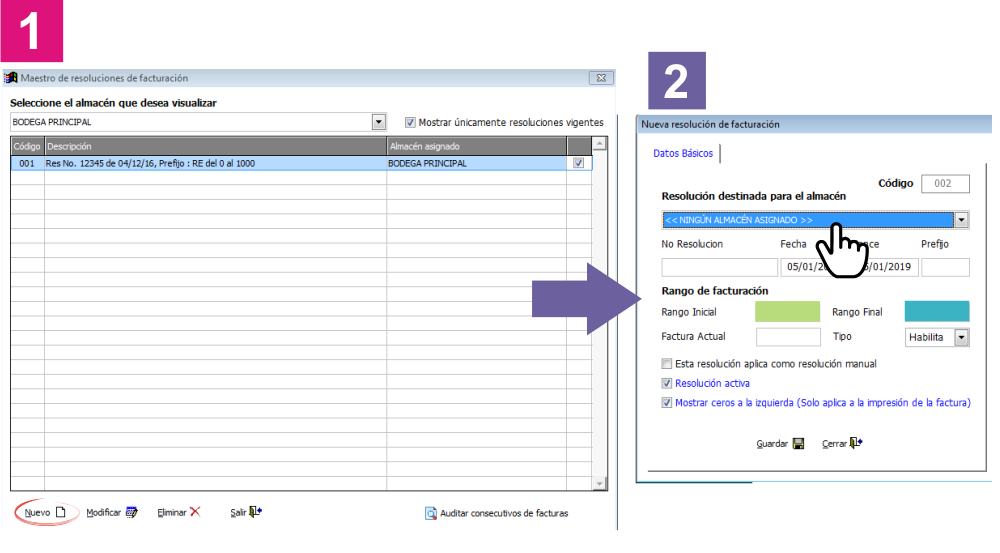 1
Maestro de resoluciones de facturación
Seleccione el almacén que desea visualizar
BODEGA PRINCIPAL
Mostrar únicamente resoluciones vigentes
Código Descripción Almacén asignado
001 Res No. 12345 de 04/12/16, Prefijo : RE del 0 al 1000 BODEGA PRINCIPAL
Nuevo Modificar Eliminar Salir Auditar consecutivos de facturas
2
Nueva resolución de facturación
Datos Básicos
Código 002
Resolución destinada para el almacén
<< NINGÚN ALMACÉN ASIGNADO >>
No Resolucion Fecha Prefijo
05/01/2 /01/2019
Rango de facturación
Rango Inicial Rango Final
Factura Actual Tipo Habilita
Esta resolución aplica como resolución manual
Resolución activa
Mostrar ceros a la izquierda (Solo aplica a la impresión de la factura)
Guardar Cerrar